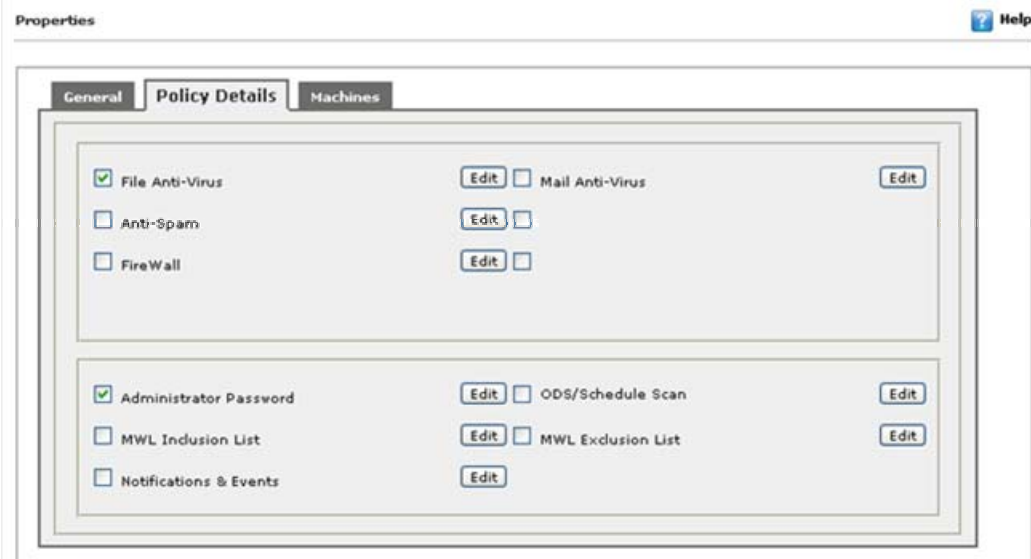 Properties
Help
General Policy Details Machines
File Anti-Virus Edit Mail Anti-Virus Edit
Anti-Spam Edit
FireWall Edit
Administrator Password Edit ODS/Schedule Scan Edit
MWL Inclusion List Edit MWL Exclusion List Edit
Notifications & Events Edit